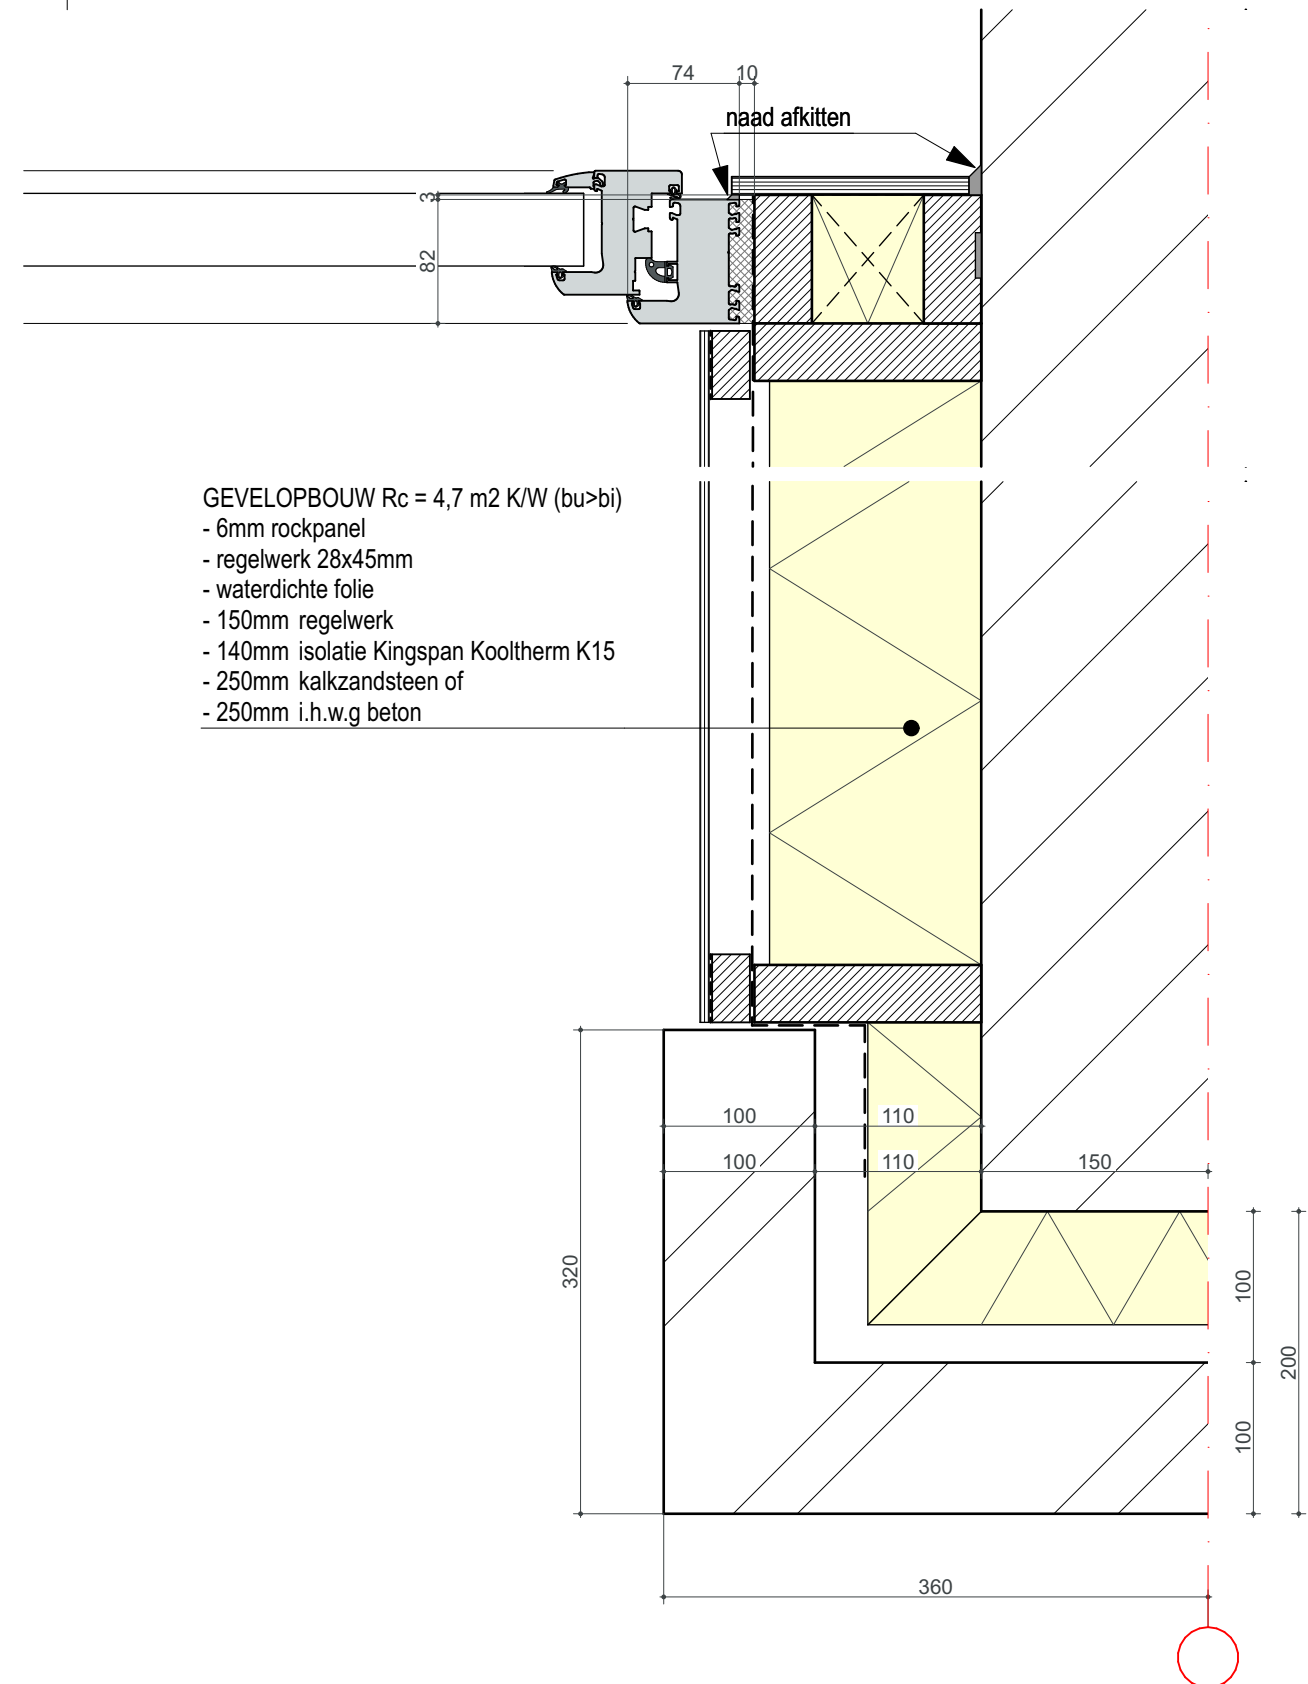 74
10
naad afkitten
3
82
GEVELOPBOUW Rc = 4,7 m2 K/W (bu>bi)
- 6mm rockpanel
- regelwerk 28x45mm
- waterdichte folie
- 150mm regelwerk
- 140mm isolatie Kingspan Kooltherm K15
- 250mm kalkzandsteen of
- 250mm i.h.w.g beton
100
110
100
110
150
320
100
200
100
360